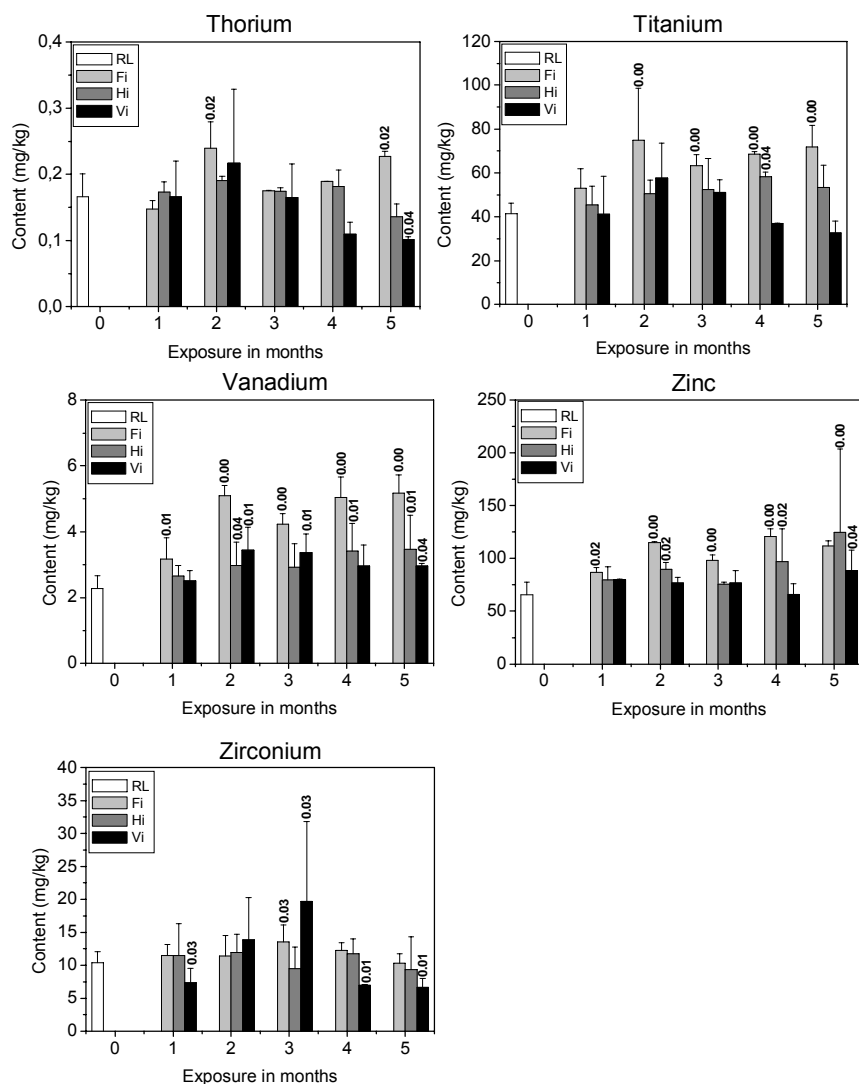 Thorium
RL
Fi
Hi
Vi
0,4
0,3
0,2
0,1
0,0
Content (mg/kg)
0.02
0.02
0.04
0 1 2 3 4 5
Exposure in months
Titanium
RL
Fi
Hi
Vi
120
100
80
60
40
20
0
Content (mg/kg)
0.00
0.00
0.00
0.04
0.00
0 1 2 3 4 5
Exposure in months
Vanadium
RL
Fi
Hi
Vi
8
6
4
2
0
Content (mg/kg)
0.01
0.00
0.04
0.01
0.00
0.01
0.00
0.01
0.00
0.01
0.04
0 1 2 3 4 5
Exposure in months
Zinc
RL
Fi
Hi
Vi
250
200
150
100
50
0
Content (mg/kg)
0.02
0.00
0.02
0.00
0.00
0.02
0.00
0.04
0 1 2 3 4 5
Exposure in months
Zirconium
RL
Fi
Hi
Vi
40
35
30
25
20
15
10
5
0
Content (mg/kg)
0.03
0.03
0.03
0.01
0.01
0 1 2 3 4 5
Exposure in months